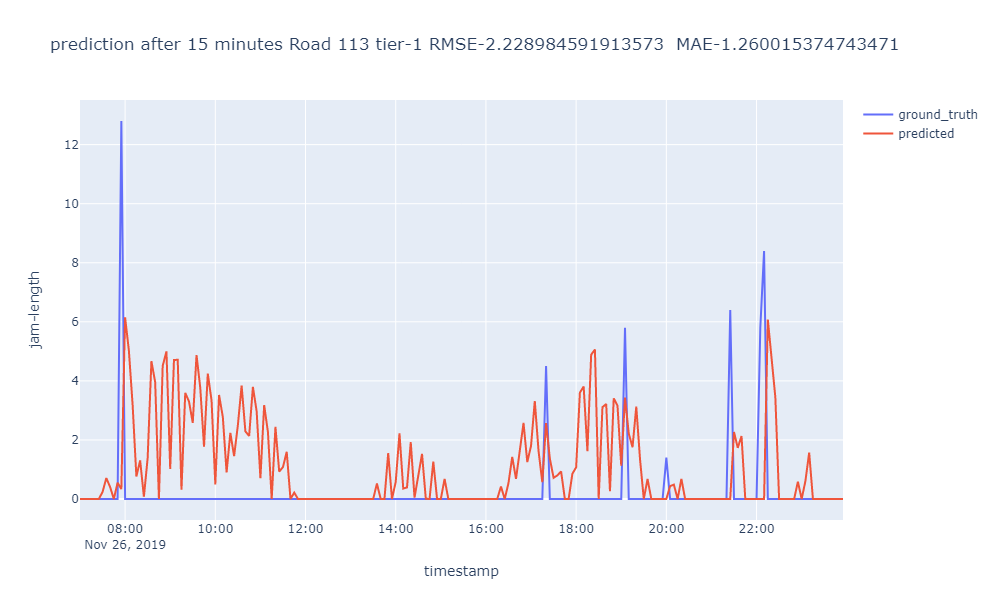 prediction after 15 minutes Road 113 tier-1 RMSE-2.228984591913573  MAE-1.260015374743471
ground_truth
predicted
12
10
8
6
4
2
0
jam-length
08:00 10:00 12:00 14:00 16:00 18:00 20:00 22:00
Nov 26, 2019
timestamp